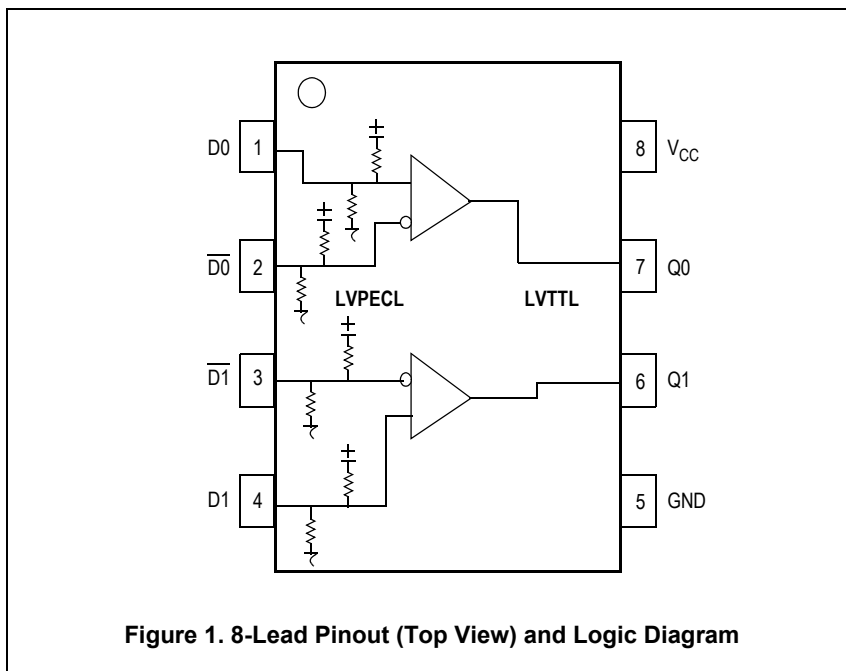 D0 1
8 V_CC
D̅0̅ 2
7 Q0
LVPECL LVTTL
D̅1̅ 3
6 Q1
D1 4
5 GND
Figure 1. 8-Lead Pinout (Top View) and Logic Diagram